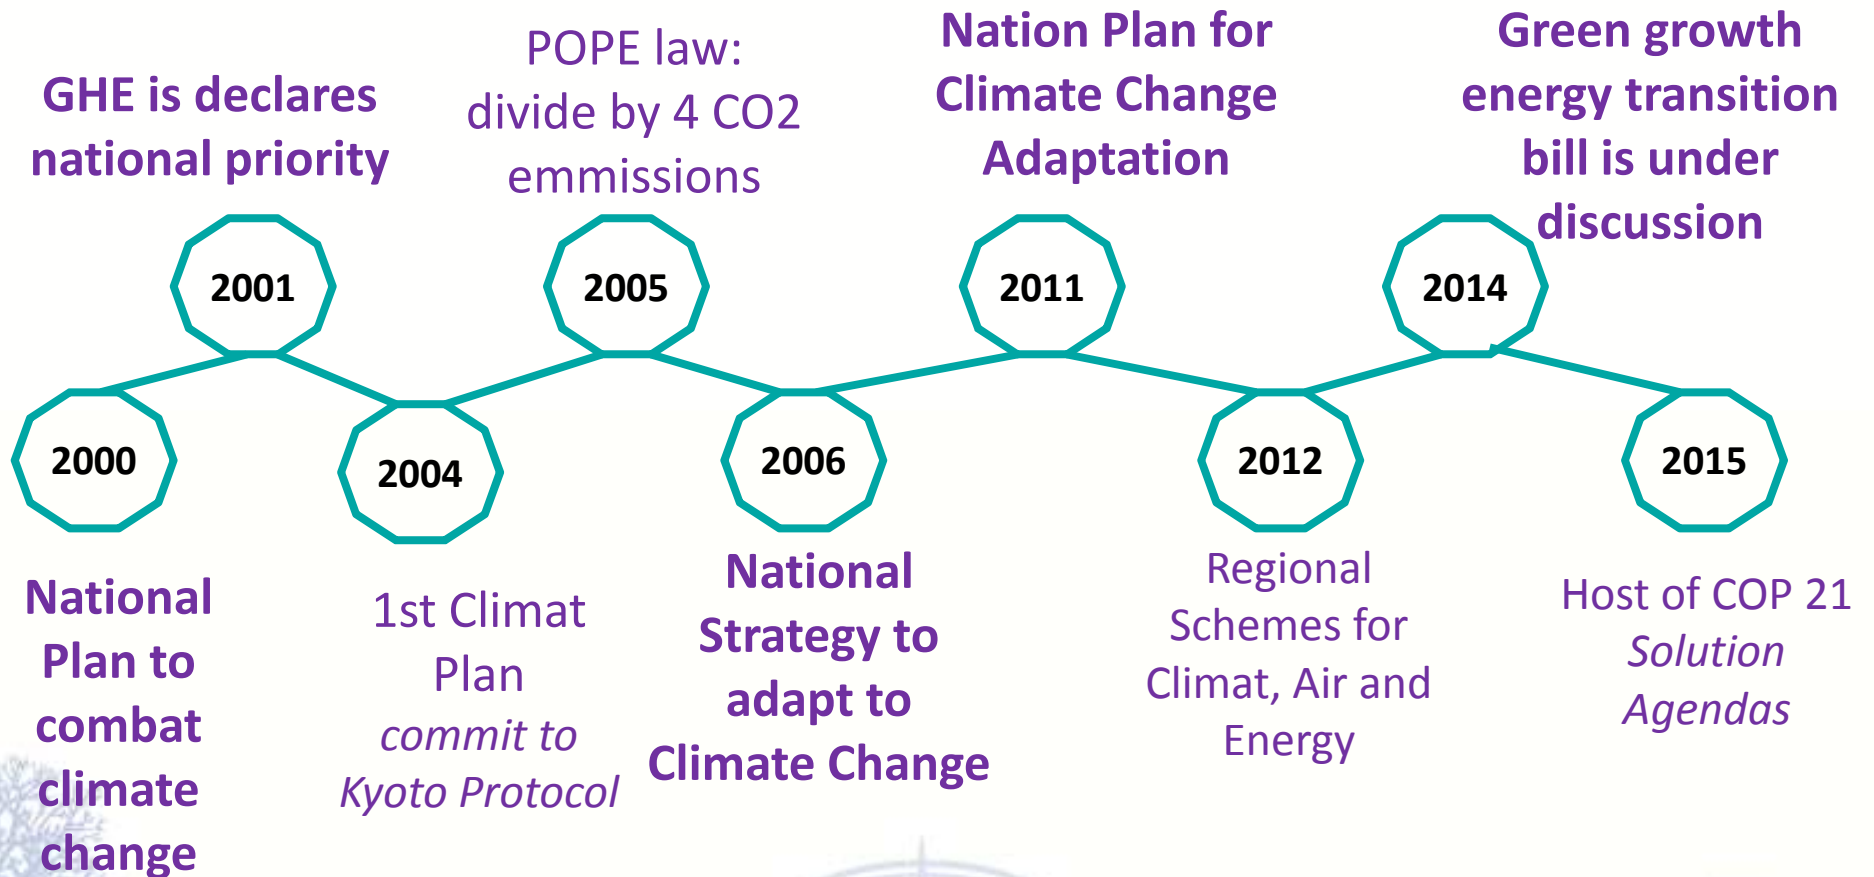 GHE is declares
national priority
POPE law:
divide by 4 CO2
emmissions
Nation Plan for
Climate Change
Adaptation
Green growth
energy transition
bill is under
discussion
2001
2005
2011
2014
2000
2004
2006
2012
2015
National
Plan to
combat
climate
change
1st Climat
Plan
commit to
Kyoto Protocol
National
Strategy to
adapt to
Climate Change
Regional
Schemes for
Climat, Air and
Energy
Host of COP 21
Solution
Agendas